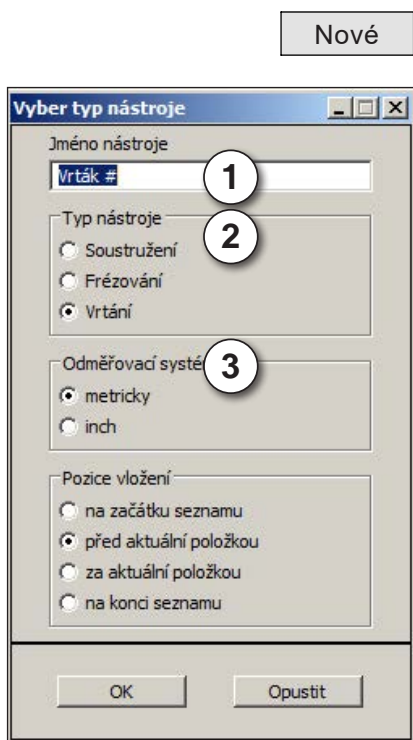 Nové
Vyber typ nástroje
Jméno nástroje
Vrták #
1
Typ nástroje
2
Soustružení
Frézování
Vrtání
Odměřovací systé
3
metricky
inch
Pozice vložení
na začátku seznamu
před aktuální položkou
za aktuální položkou
na konci seznamu
OK Opustit